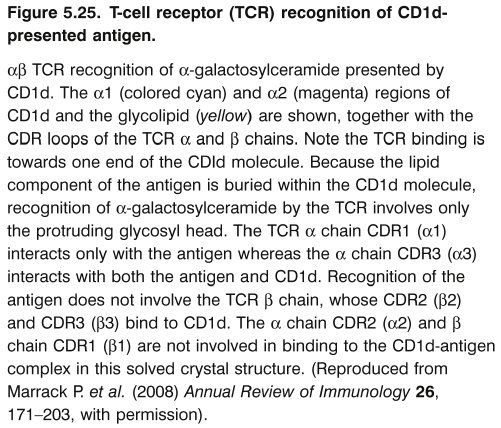 Figure 5.25. T-cell receptor (TCR) recognition of CD1d-
presented antigen.
αβ TCR recognition of α-galactosylceramide presented by
CD1d. The α1 (colored cyan) and α2 (magenta) regions of
CD1d and the glycolipid (yellow) are shown, together with the
CDR loops of the TCR α and β chains. Note the TCR binding is
towards one end of the CDId molecule. Because the lipid
component of the antigen is buried within the CD1d molecule,
recognition of α-galactosylceramide by the TCR involves only
the protruding glycosyl head. The TCR α chain CDR1 (α1)
interacts only with the antigen whereas the α chain CDR3 (α3)
interacts with both the antigen and CD1d. Recognition of the
antigen does not involve the TCR β chain, whose CDR2 (β2)
and CDR3 (β3) bind to CD1d. The α chain CDR2 (α2) and β
chain CDR1 (β1) are not involved in binding to the CD1d-antigen
complex in this solved crystal structure. (Reproduced from
Marrack P. et al. (2008) Annual Review of Immunology 26,
171–203, with permission).